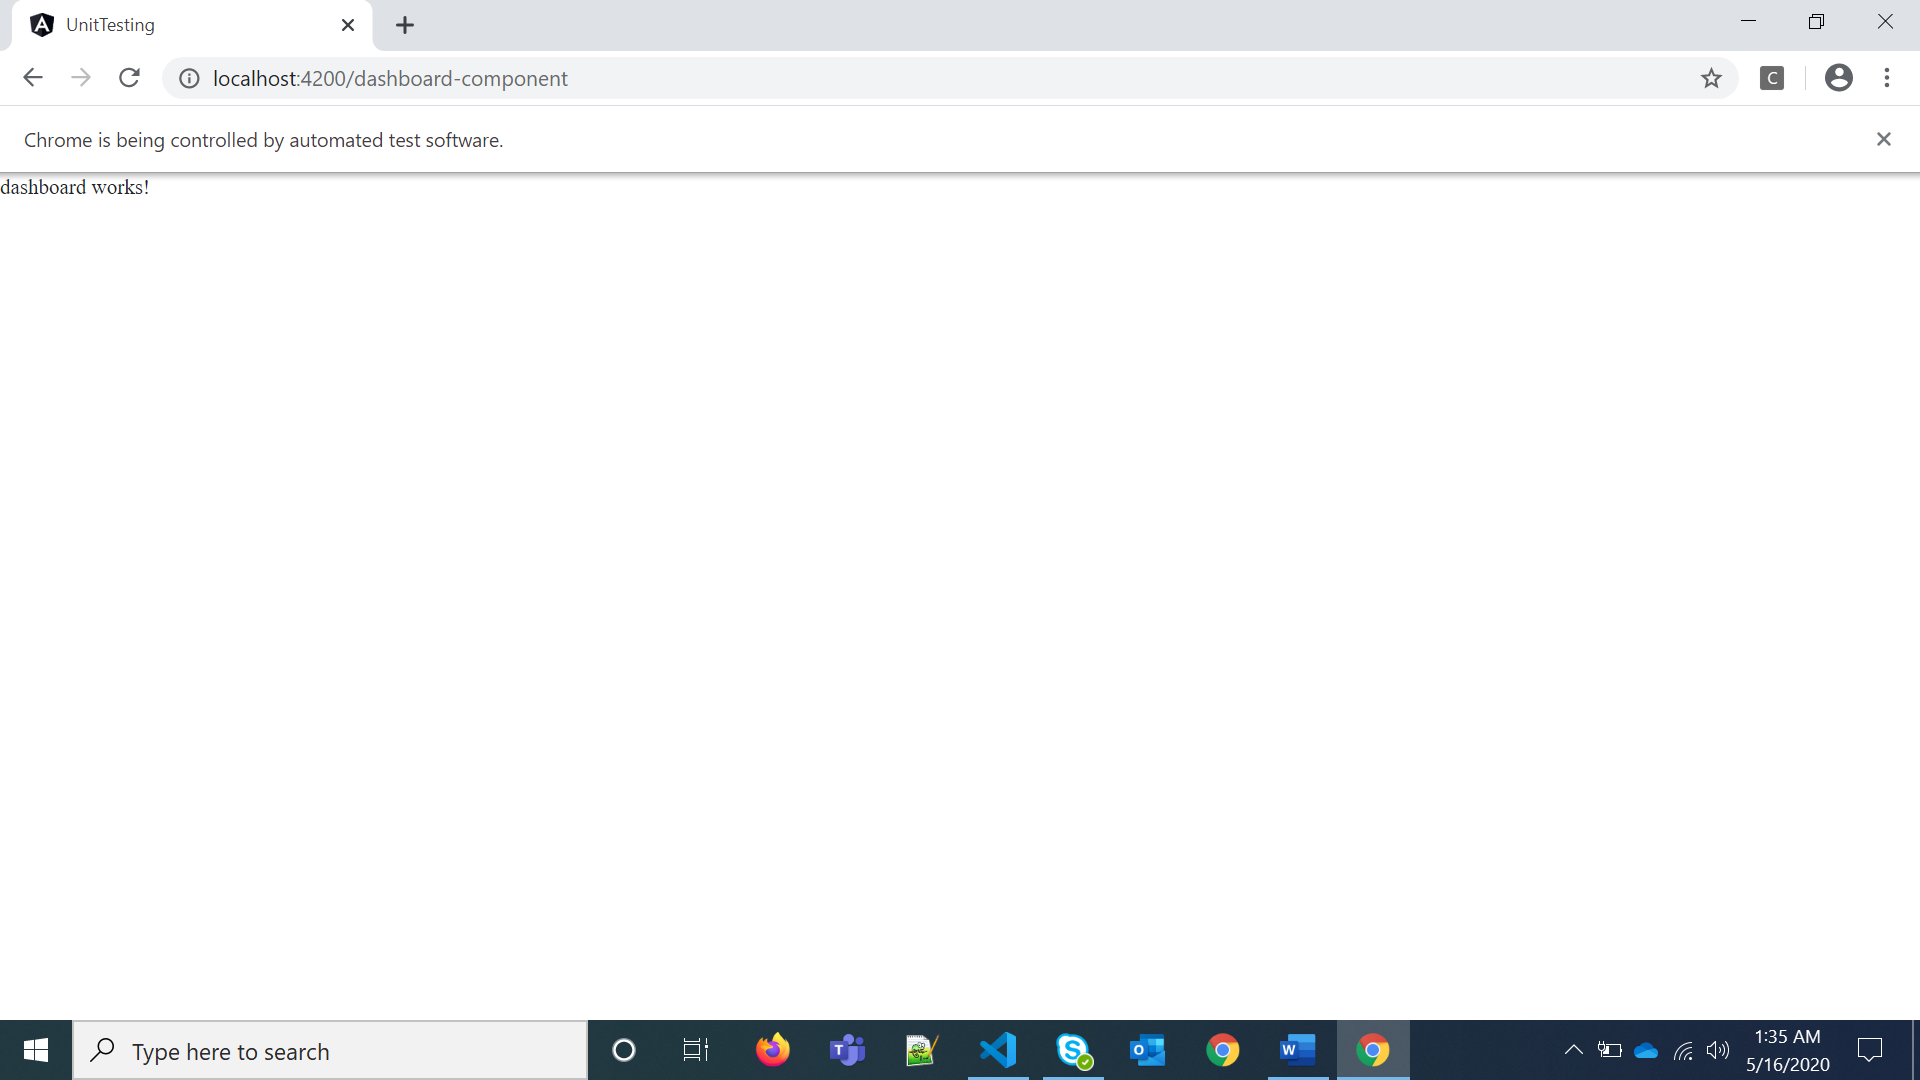 UnitTesting
localhost:4200/dashboard-component
C
Chrome is being controlled by automated test software.
dashboard works!
Type here to search
1:35 AM
5/16/2020